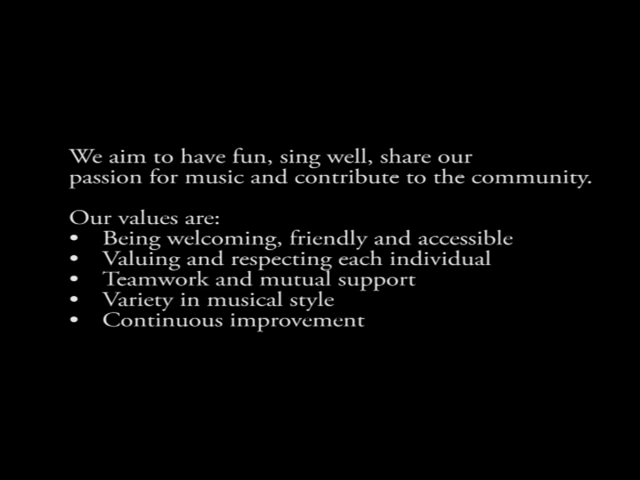 We aim to have fun, sing well, share our
passion for music and contribute to the community.
Our values are:
• Being welcoming, friendly and accessible
• Valuing and respecting each individual
• Teamwork and mutual support
• Variety in musical style
• Continuous improvement